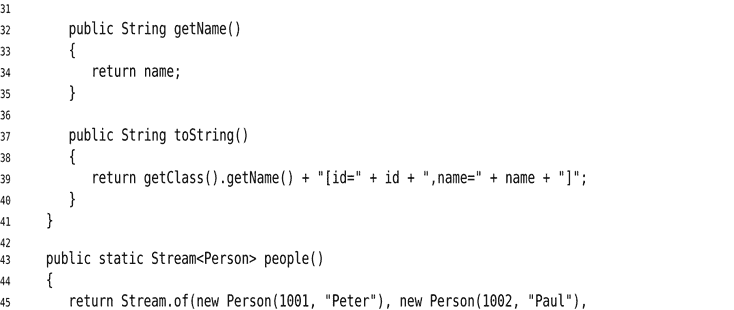 31
32 public String getName()
33 {
34 return name;
35 }
36
37 public String toString()
38 {
39 return getClass().getName() + "[id=" + id + ",name=" + name + "]";
40 }
41 }
42
43 public static Stream<Person> people()
44 {
45 return Stream.of(new Person(1001, "Peter"), new Person(1002, "Paul"),